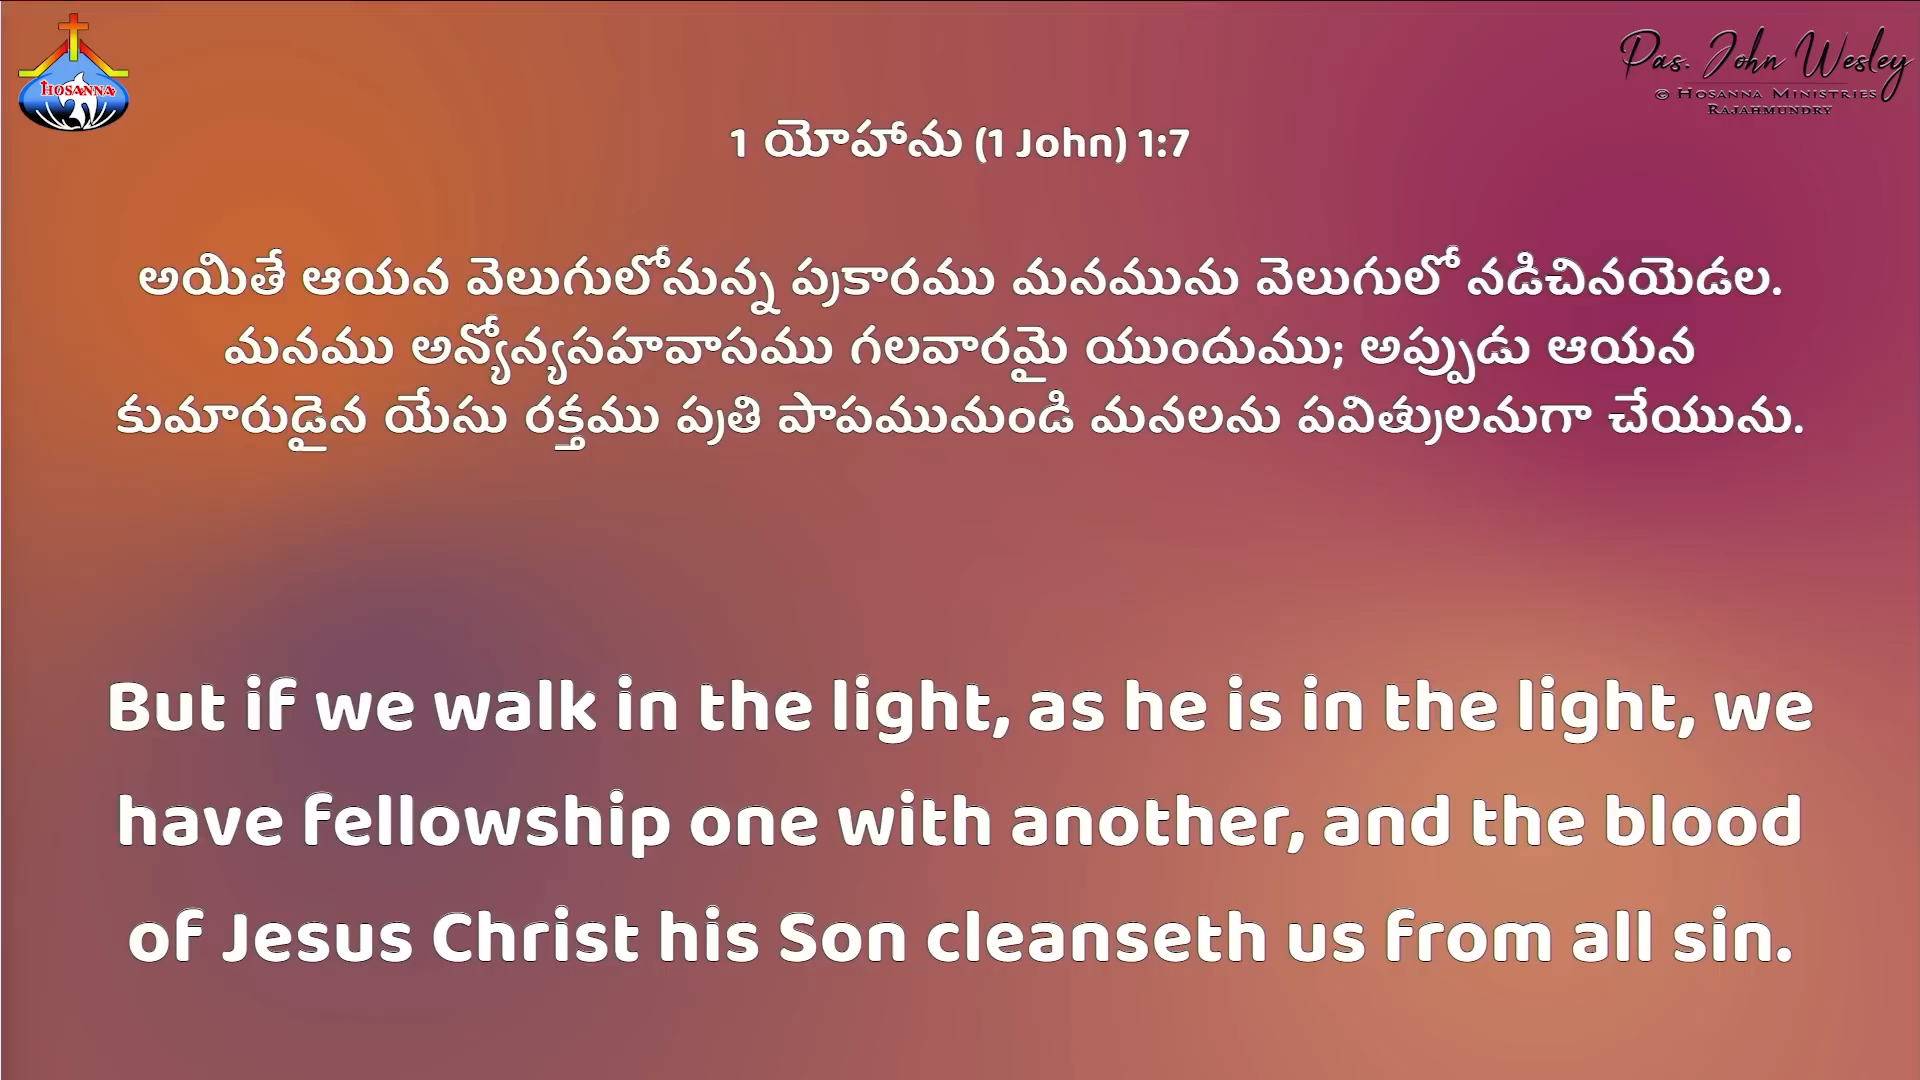 HOSANNA
Pas. John Wesley
© HOSANNA MINISTRIES
RAJAHMUNDRY
1 యోహాను (1 John) 1:7
అయితే ఆయన వెలుగులోనున్న ప్రకారము మనమును వెలుగులో నడిచినయెడల.
మనము అన్యోన్యసహవాసము గలవారమై యుందుము; అప్పుడు ఆయన
కుమారుడైన యేసు రక్తము ప్రతి పాపమునుండి మనలను పవిత్రులనుగా చేయును.
But if we walk in the light, as he is in the light, we
have fellowship one with another, and the blood
of Jesus Christ his Son cleanseth us from all sin.